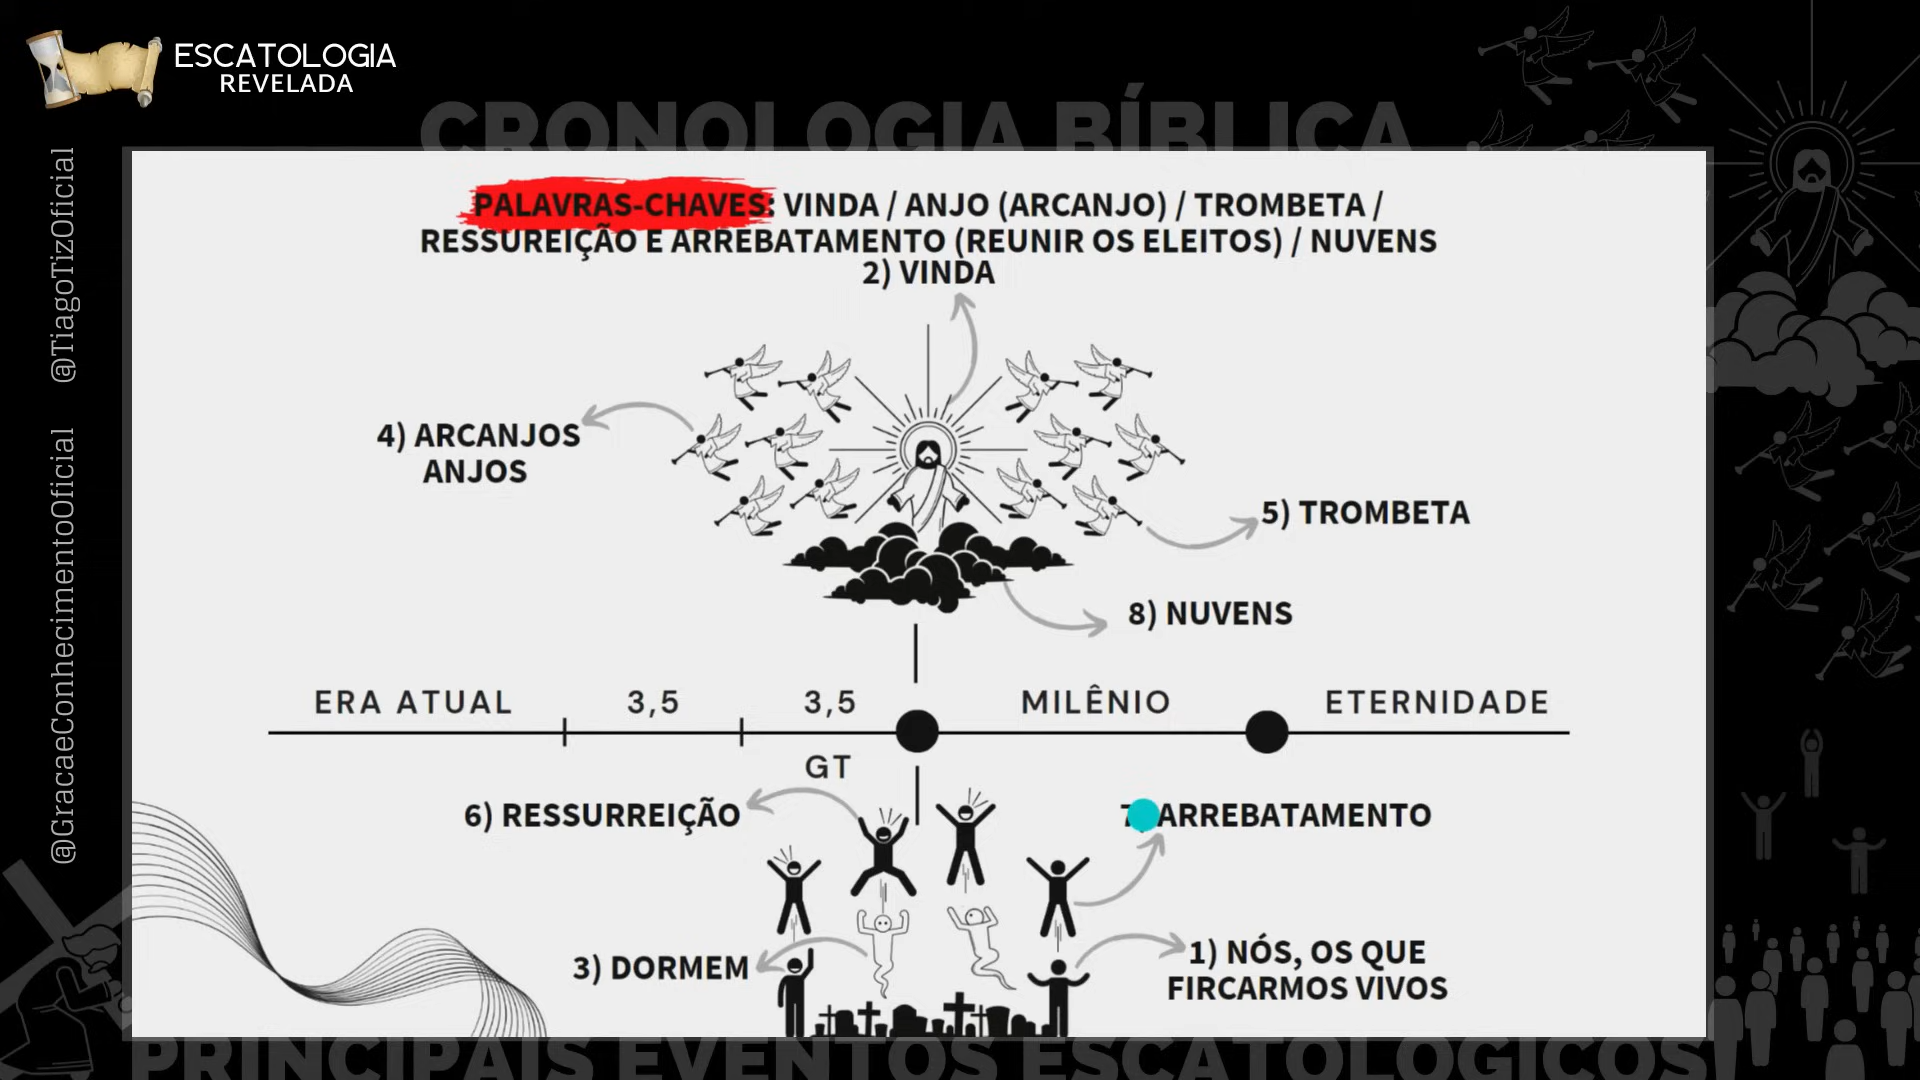 ESCATOLOGIA
REVELADA
@TiagoTizOficial
@GracaeConhecimentoOficial
CRONOLOGIA BÍBLICA
PALAVRAS-CHAVES: VINDA / ANJO (ARCANJO) / TROMBETA /
RESSUREIÇÃO E ARREBATAMENTO (REUNIR OS ELEITOS) / NUVENS
2) VINDA
4) ARCANJOS
ANJOS
5) TROMBETA
8) NUVENS
ERA ATUAL
3,5
3,5
MILÊNIO
ETERNIDADE
GT
6) RESSURREIÇÃO
7) ARREBATAMENTO
3) DORMEM
1) NÓS, OS QUE
FIRCARMOS VIVOS
PRINCIPAIS EVENTOS ESCATOLÓGICOS